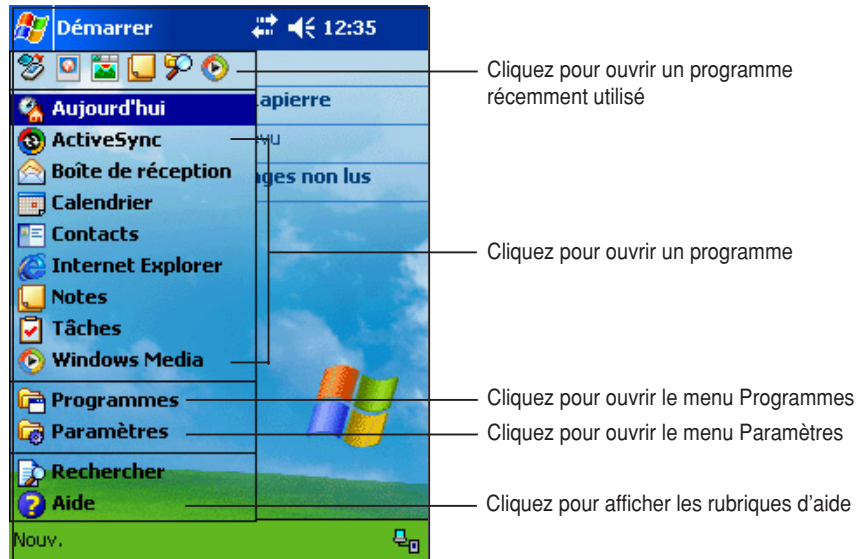 Démarrer 12:35
Cliquez pour ouvrir un programme
récemment utilisé
apierre
Aujourd'hui
ActiveSync
Boîte de réception
ges non lus
Calendrier
Contacts
Cliquez pour ouvrir un programme
Internet Explorer
Notes
Tâches
Windows Media
Programmes
Cliquez pour ouvrir le menu Programmes
Paramètres
Cliquez pour ouvrir le menu Paramètres
Rechercher
Aide
Cliquez pour afficher les rubriques d’aide
Nouv.